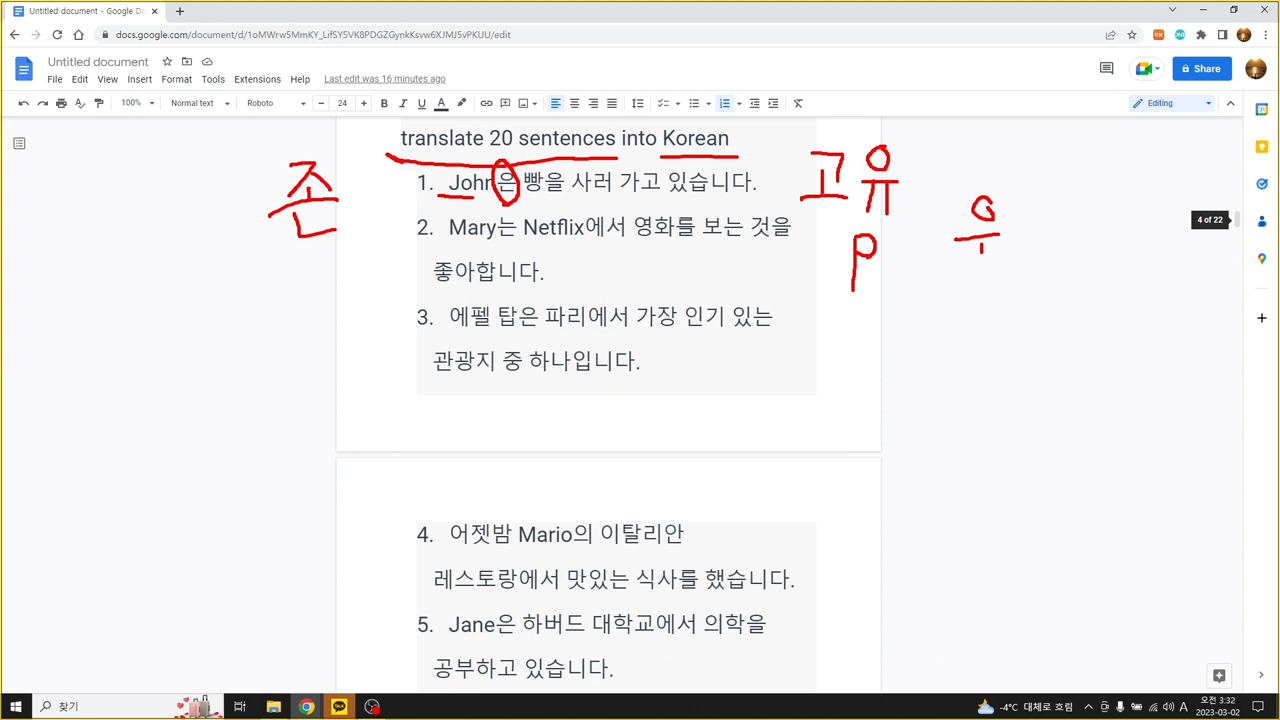 Untitled document - Google D
docs.google.com/document/d/1oMWrw5MmKY_LifSY5VK8PDGZGynkKsvw6XJMJ5vPKUU/edit
Untitled document
File Edit View Insert Format Tools Extensions Help Last edit was 16 minutes ago
Share
100% Normal text Roboto 24 B I U A Editing
translate 20 sentences into Korean
1. John은 빵을 사러 가고 있습니다.
2. Mary는 Netflix에서 영화를 보는 것을
좋아합니다.
3. 에펠 탑은 파리에서 가장 인기 있는
관광지 중 하나입니다.
존
고유
P
우
4 of 22
4. 어젯밤 Mario의 이탈리안
레스토랑에서 맛있는 식사를 했습니다.
5. Jane은 하버드 대학교에서 의학을
공부하고 있습니다.
찾기
TALK
-4°C 대체로 흐림
A
오전 3:32
2023-03-02